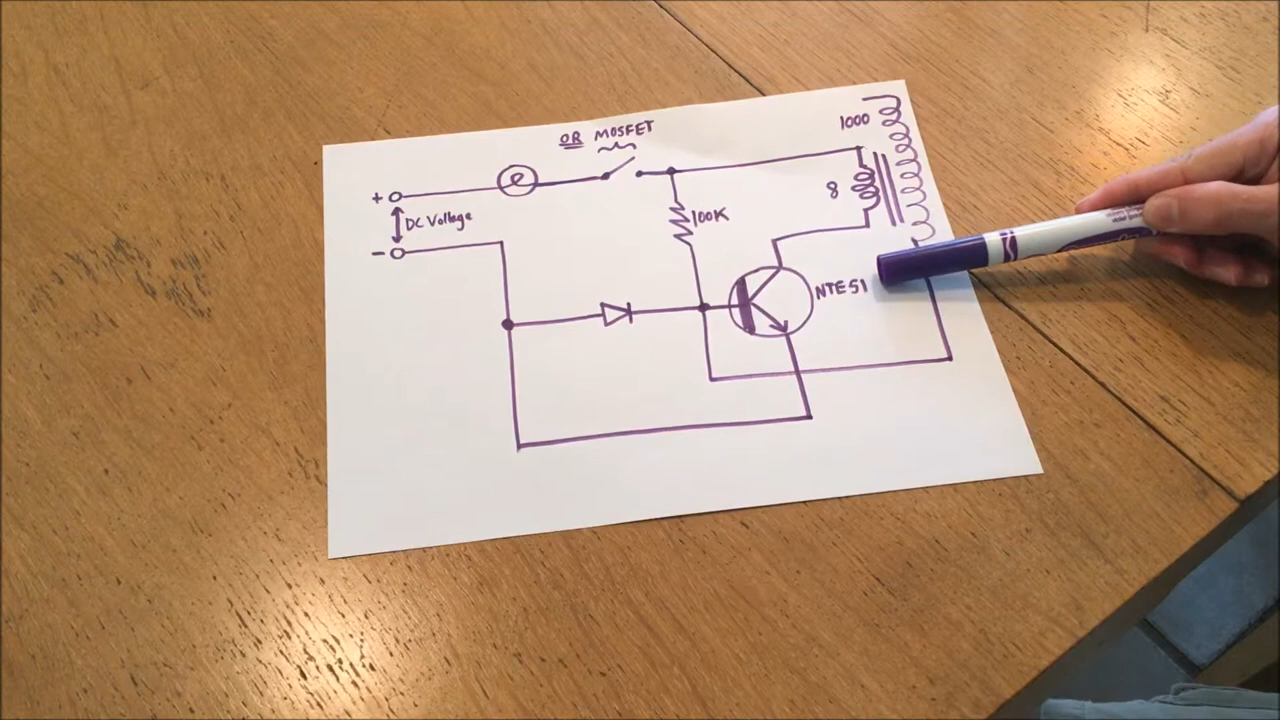 OR MOSFET
1000
+
DC Voltage
-
8
100K
NTE51